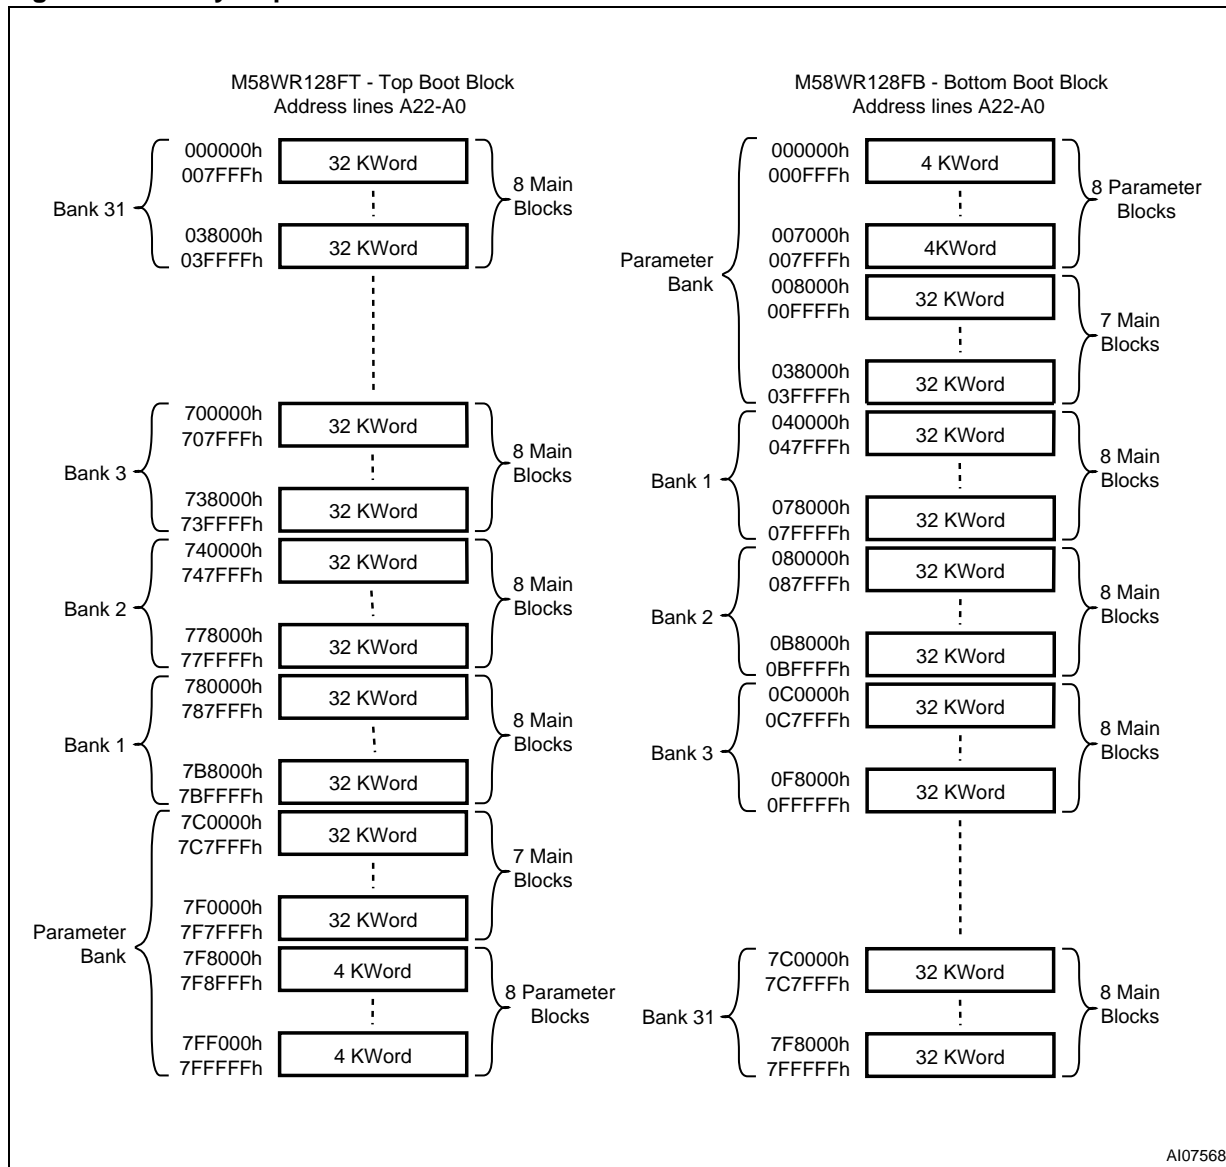 M58WR128FT - Top Boot Block
Address lines A22-A0
000000h
007FFFh
32 KWord
Bank 31
8 Main
Blocks
038000h
03FFFFh
32 KWord
700000h
707FFFh
32 KWord
Bank 3
8 Main
Blocks
738000h
73FFFFh
32 KWord
740000h
747FFFh
32 KWord
Bank 2
8 Main
Blocks
778000h
77FFFFh
32 KWord
780000h
787FFFh
32 KWord
Bank 1
8 Main
Blocks
7B8000h
7BFFFFh
32 KWord
7C0000h
7C7FFFh
32 KWord
7 Main
Blocks
7F0000h
7F7FFFh
32 KWord
Parameter
Bank
7F8000h
7F8FFFh
4 KWord
8 Parameter
Blocks
7FF000h
7FFFFFh
4 KWord
M58WR128FB - Bottom Boot Block
Address lines A22-A0
000000h
000FFFh
4 KWord
8 Parameter
Blocks
007000h
007FFFh
4KWord
Parameter
Bank
008000h
00FFFFh
32 KWord
7 Main
Blocks
038000h
03FFFFh
32 KWord
040000h
047FFFh
32 KWord
Bank 1
8 Main
Blocks
078000h
07FFFFh
32 KWord
080000h
087FFFh
32 KWord
Bank 2
8 Main
Blocks
0B8000h
0BFFFFh
32 KWord
0C0000h
0C7FFFh
32 KWord
Bank 3
8 Main
Blocks
0F8000h
0FFFFFh
32 KWord
7C0000h
7C7FFFh
32 KWord
Bank 31
8 Main
Blocks
7F8000h
7FFFFFh
32 KWord
AI07568